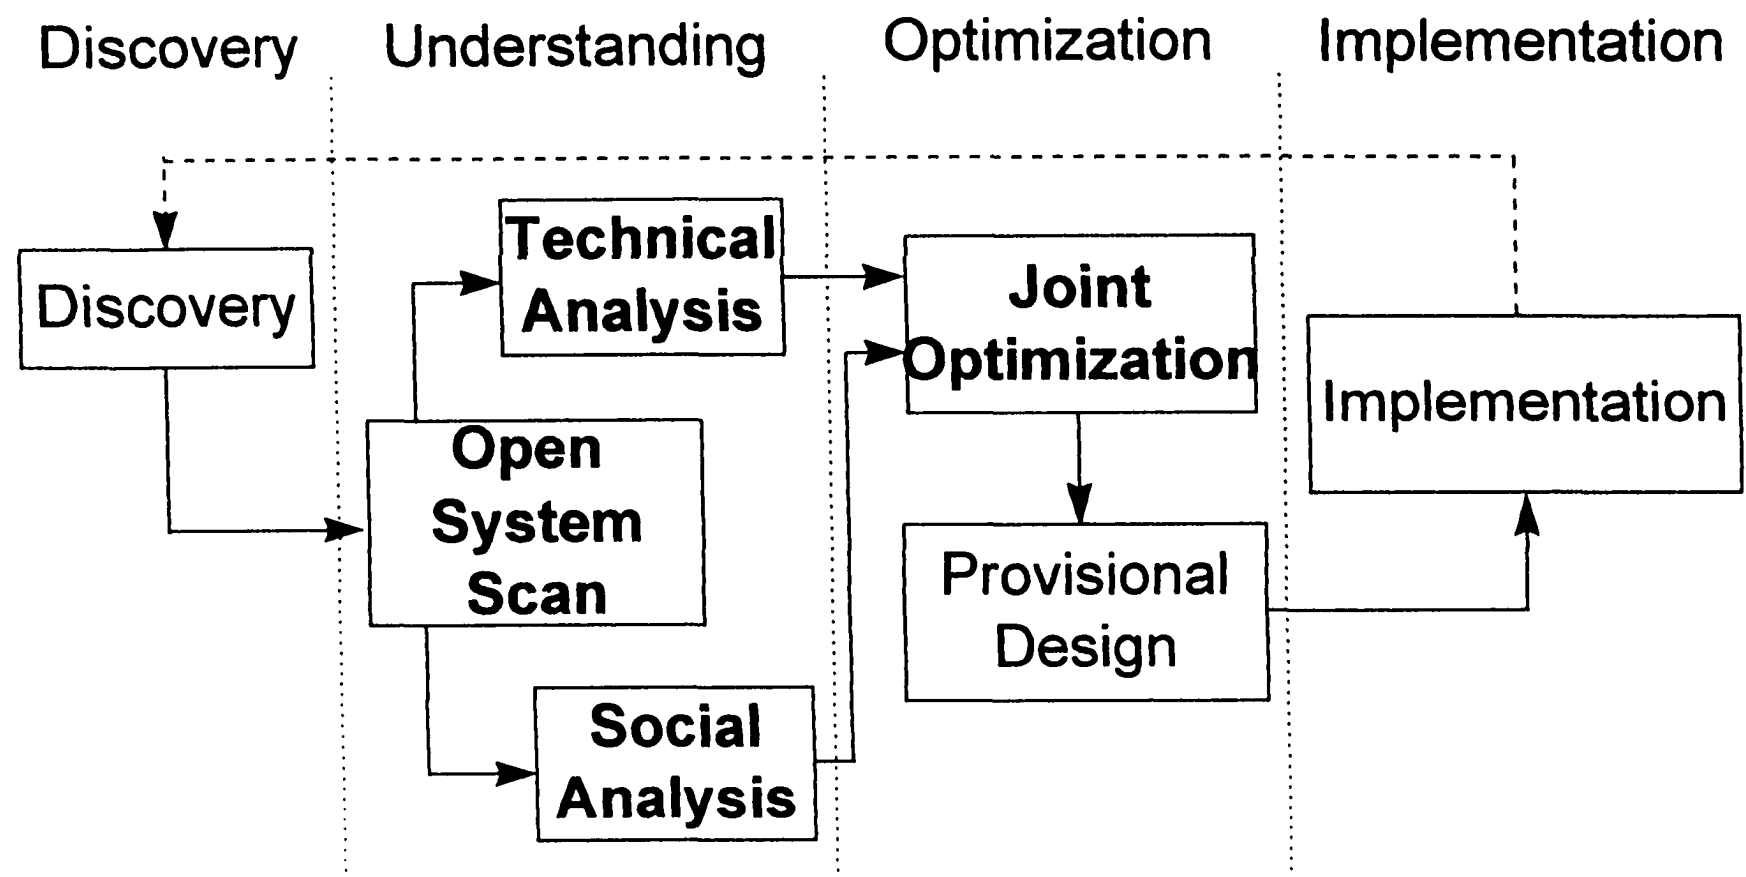 Discovery
Understanding
Optimization
Implementation
Discovery
Technical
Analysis
Open
System
Scan
Social
Analysis
Joint
Optimization
Provisional
Design
Implementation